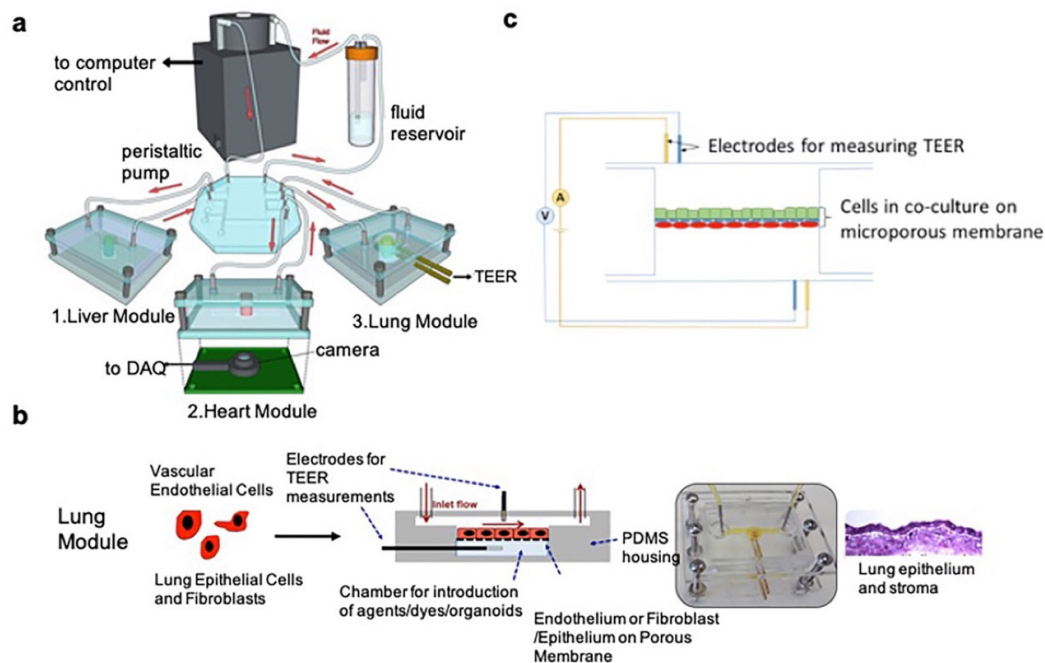 a
Fluid
Flow
to computer
control
fluid
reservoir
peristaltic
pump
TEER
1.Liver Module
3.Lung Module
camera
to DAQ
2.Heart Module
c
Electrodes for measuring TEER
A
V
Cells in co-culture on
microporous membrane
b
Lung
Module
Vascular
Endothelial Cells
Lung Epithelial Cells
and Fibroblasts
Electrodes for
TEER
measurements
Inlet flow
PDMS
housing
Chamber for introduction
of agents/dyes/organoids
Endothelium or Fibroblast
/Epithelium on Porous
Membrane
Lung epithelium
and stroma